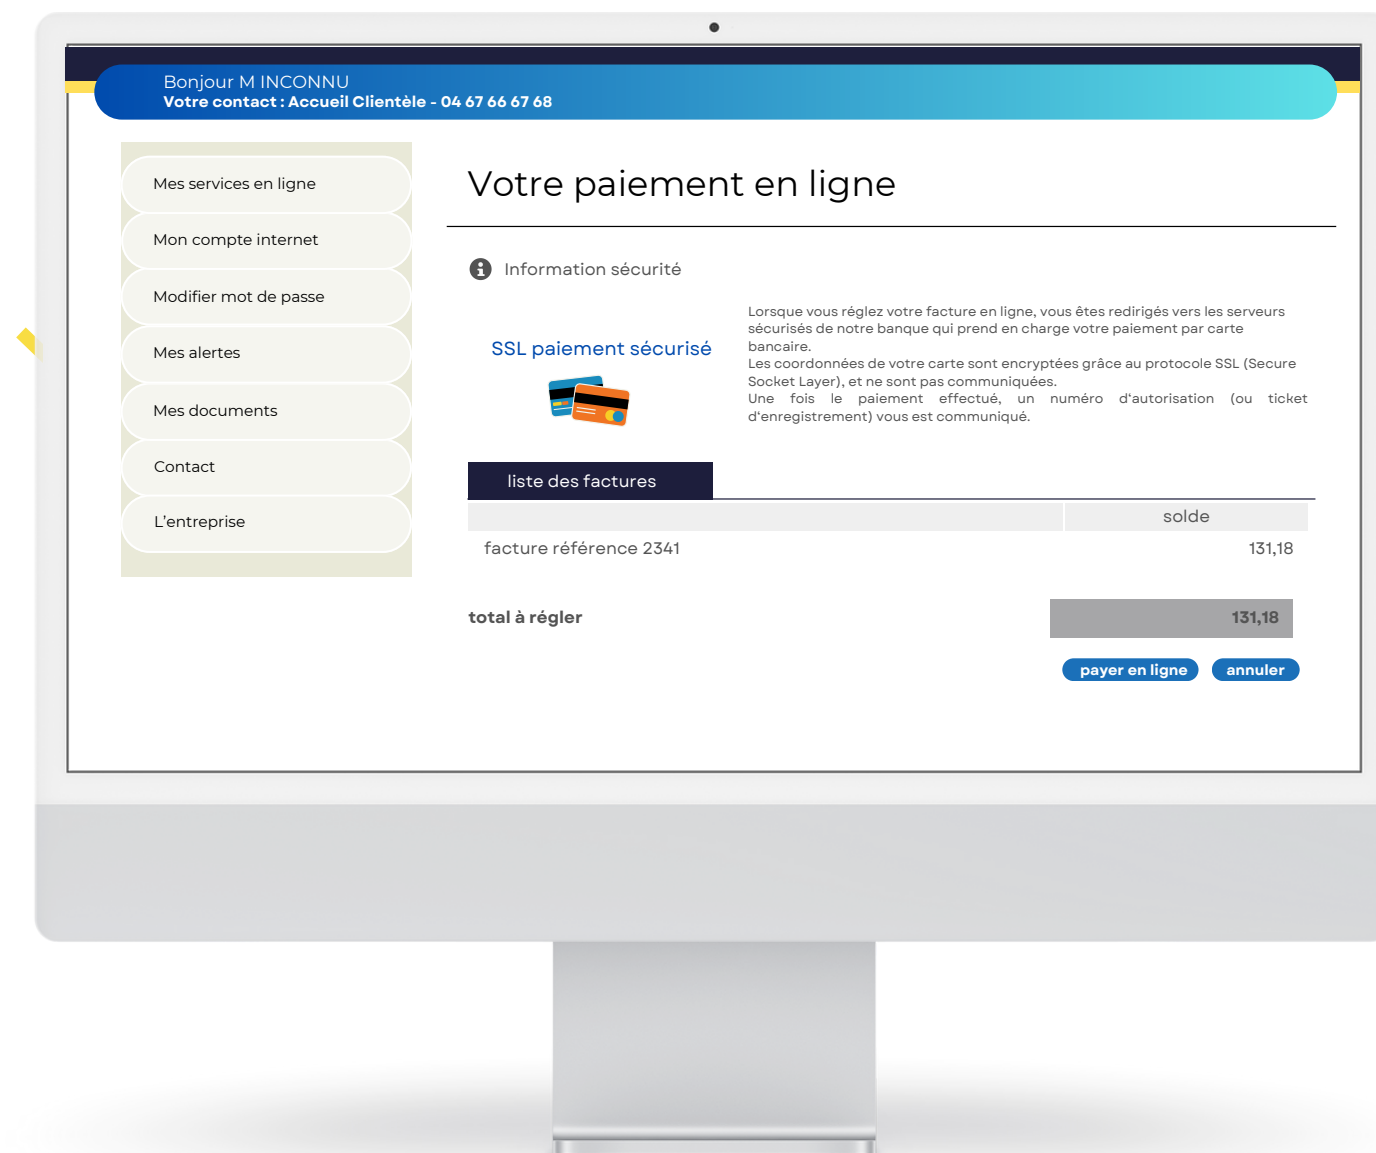 Bonjour M INCONNU
Votre contact : Accueil Clientèle - 04 67 66 67 68
Mes services en ligne
Mon compte internet
Modifier mot de passe
Mes alertes
Mes documents
Contact
L'entreprise
Votre paiement en ligne
Information sécurité
SSL paiement sécurisé
Lorsque vous réglez votre facture en ligne, vous êtes redirigés vers les serveurs
sécurisés de notre banque qui prend en charge votre paiement par carte
bancaire.
Les coordonnées de votre carte sont encryptées grâce au protocole SSL (Secure
Socket Layer), et ne sont pas communiquées.
Une fois le paiement effectué, un numéro d'autorisation (ou ticket
d'enregistrement) vous est communiqué.
liste des factures
solde
facture référence 2341 131,18
total à régler 131,18
payer en ligne annuler